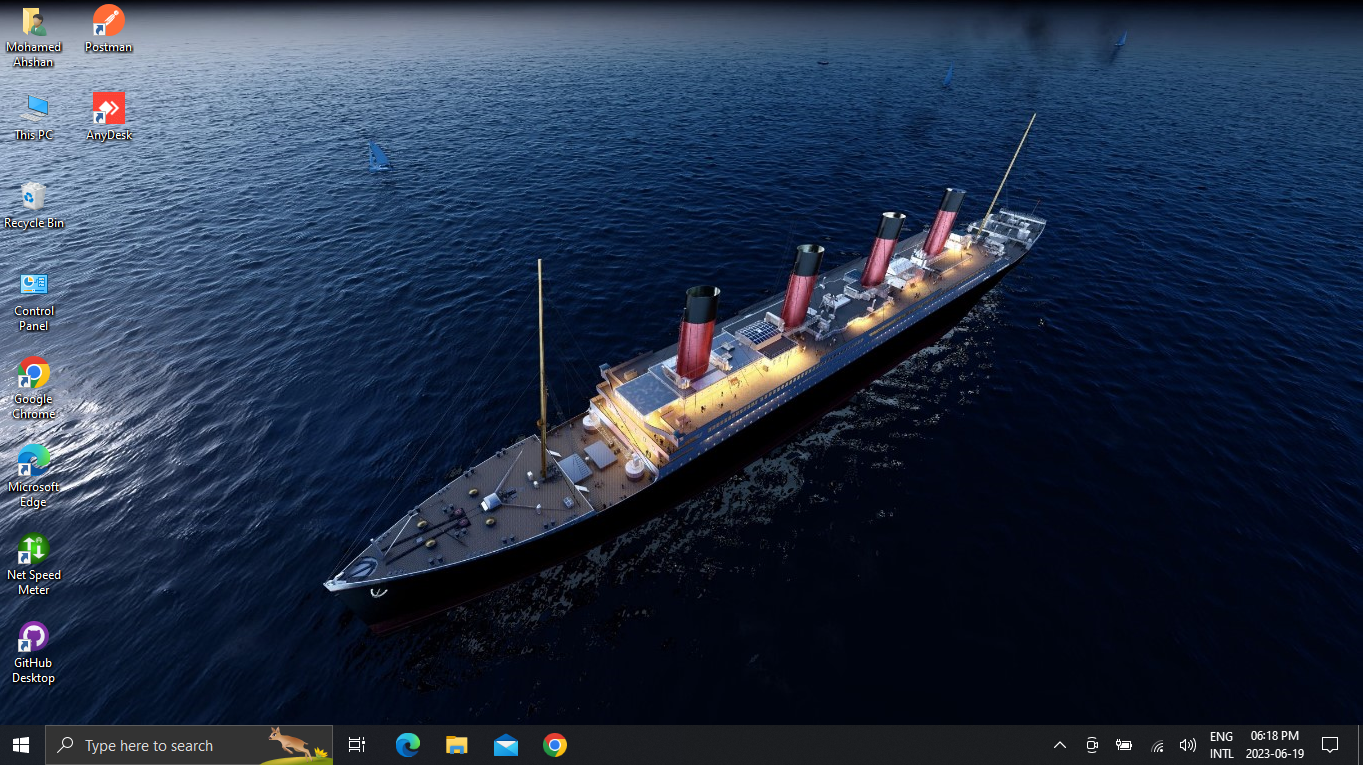 Mohamed
Ahshan
Postman
This PC
AnyDesk
Recycle Bin
Control
Panel
Google
Chrome
Microsoft
Edge
Net Speed
Meter
GitHub
Desktop
Type here to search
ENG
INTL
06:18 PM
2023-06-19